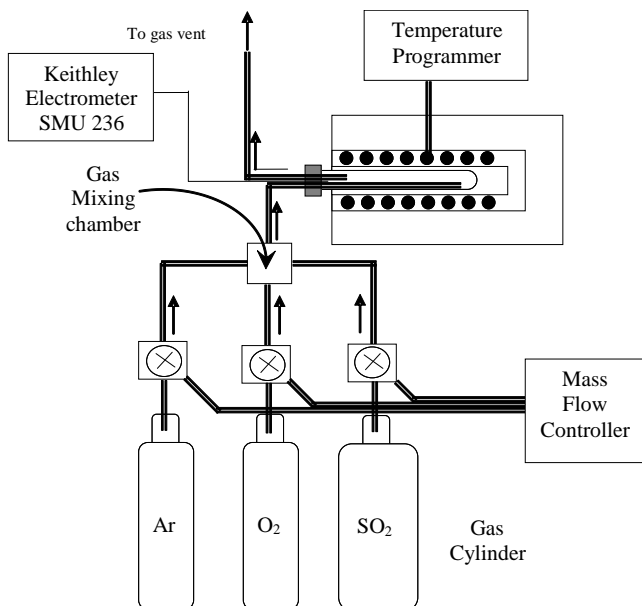 To gas vent
Temperature
Programmer
Keithley
Electrometer
SMU 236
Gas
Mixing
chamber
Mass
Flow
Controller
Ar
O₂
SO₂
Gas
Cylinder